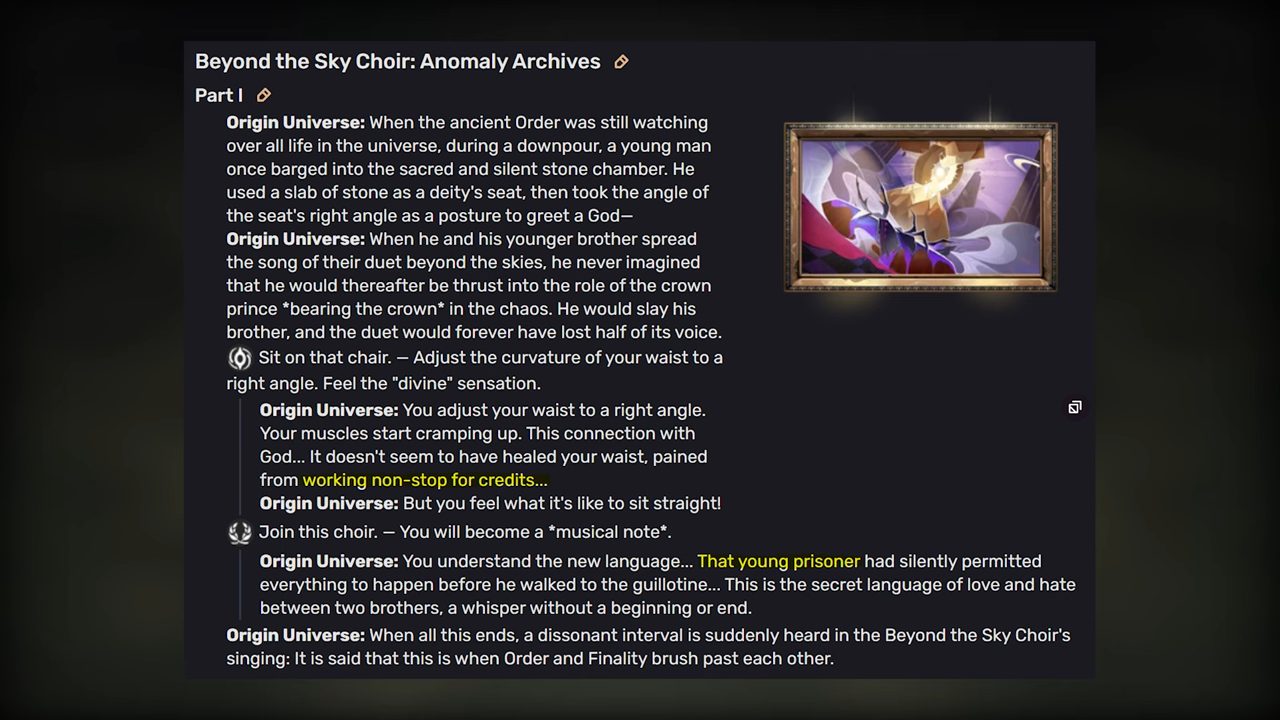 Beyond the Sky Choir: Anomaly Archives
Part I
Origin Universe: When the ancient Order was still watching
over all life in the universe, during a downpour, a young man
once barged into the sacred and silent stone chamber. He
used a slab of stone as a deity's seat, then took the angle of
the seat's right angle as a posture to greet a God—
Origin Universe: When he and his younger brother spread
the song of their duet beyond the skies, he never imagined
that he would thereafter be thrust into the role of the crown
prince *bearing the crown* in the chaos. He would slay his
brother, and the duet would forever have lost half of its voice.
Sit on that chair. — Adjust the curvature of your waist to a
right angle. Feel the "divine" sensation.
Origin Universe: You adjust your waist to a right angle.
Your muscles start cramping up. This connection with
God... It doesn't seem to have healed your waist, pained
from working non-stop for credits...
Origin Universe: But you feel what it's like to sit straight!
Join this choir. — You will become a *musical note*.
Origin Universe: You understand the new language... That young prisoner had silently permitted
everything to happen before he walked to the guillotine... This is the secret language of love and hate
between two brothers, a whisper without a beginning or end.
Origin Universe: When all this ends, a dissonant interval is suddenly heard in the Beyond the Sky Choir's
singing: It is said that this is when Order and Finality brush past each other.